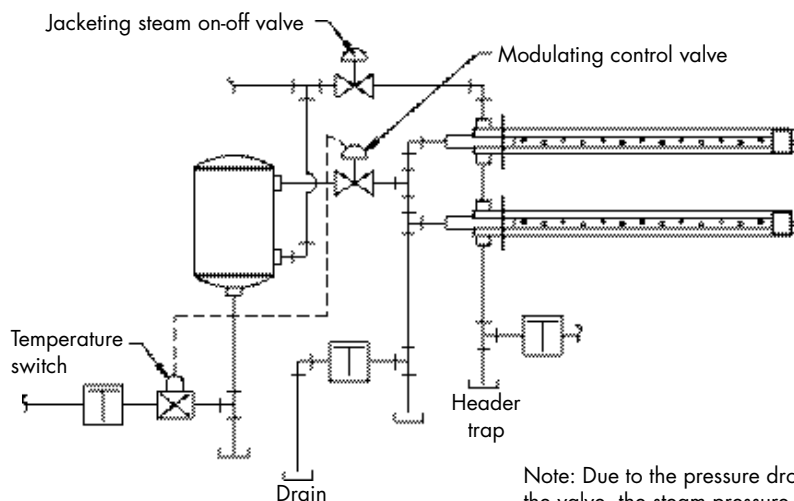 Jacketing steam on-off valve
Modulating control valve
Temperature
switch
T
T
T
Header
trap
Drain
Note: Due to the pressure
the valve, the steam pressure